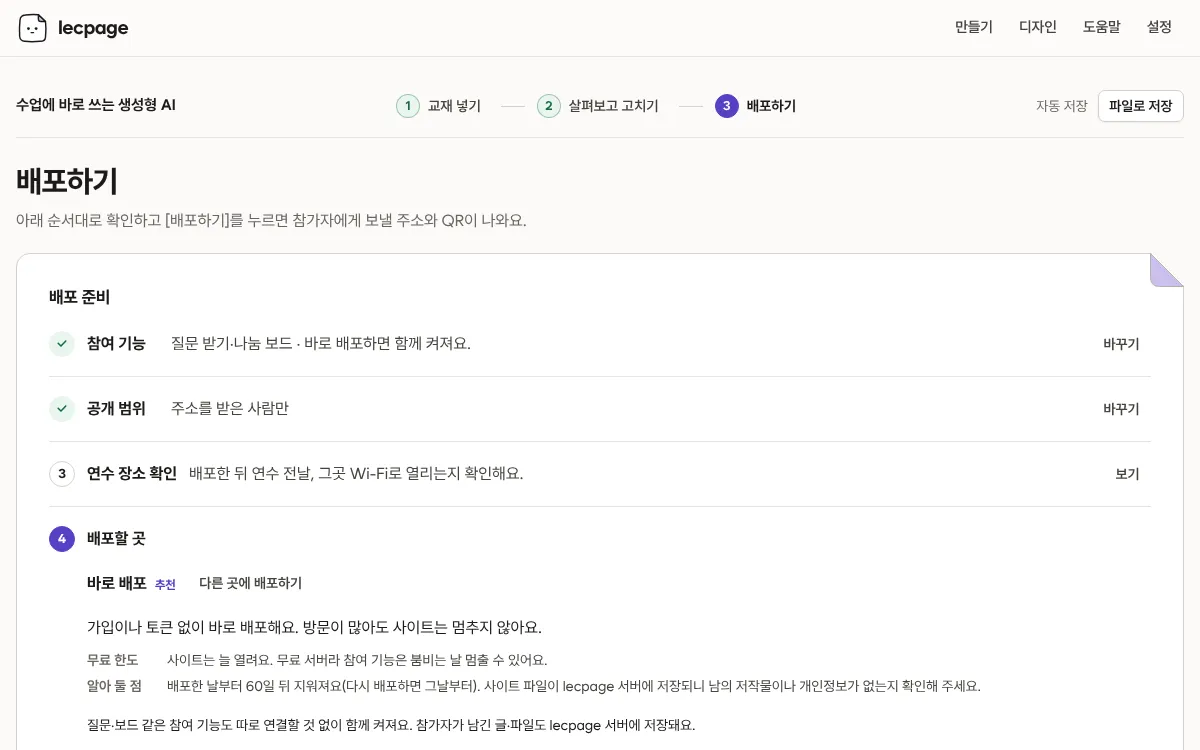 lecpage
만들기 디자인 도움말 설정
수업에 바로 쓰는 생성형 AI
1 교재 넣기 2 살펴보고 고치기 3 배포하기
자동 저장 파일로 저장
배포하기
아래 순서대로 확인하고 [배포하기]를 누르면 참가자에게 보낼 주소와 QR이 나와요.
배포 준비
참여 기능 질문 받기·나눔 보드 · 바로 배포하면 함께 켜져요. 바꾸기
공개 범위 주소를 받은 사람만 바꾸기
3 연수 장소 확인 배포한 뒤 연수 전날, 그곳 Wi-Fi로 열리는지 확인해요. 보기
4 배포할 곳
바로 배포 추천 다른 곳에 배포하기
가입이나 토큰 없이 바로 배포해요. 방문이 많아도 사이트는 멈추지 않아요.
무료 한도 사이트는 늘 열려요. 무료 서버라 참여 기능은 붐비는 날 멈출 수 있어요.
알아 둘 점 배포한 날부터 60일 뒤 지워져요(다시 배포하면 그날부터). 사이트 파일이 lecpage 서버에 저장되니 남의 저작물이나 개인정보가 없는지 확인해 주세요.
질문·보드 같은 참여 기능도 따로 연결할 것 없이 함께 켜져요. 참가자가 남긴 글·파일도 lecpage 서버에 저장돼요.